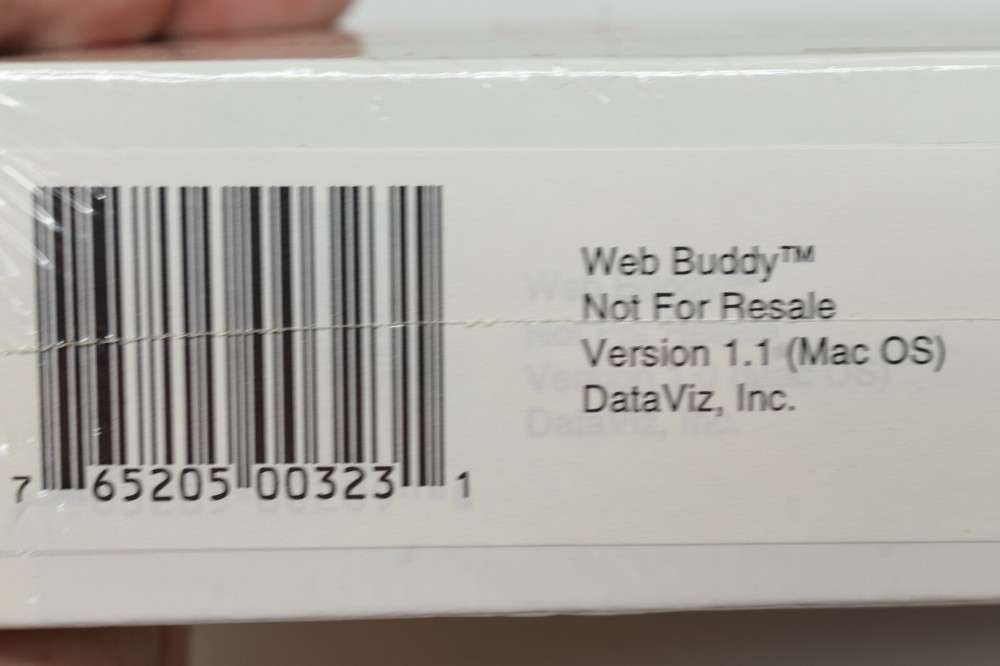 Web Buddy™
Not For Resale
Version 1.1 (Mac OS)
DataViz, Inc.
7 65205 00323 1